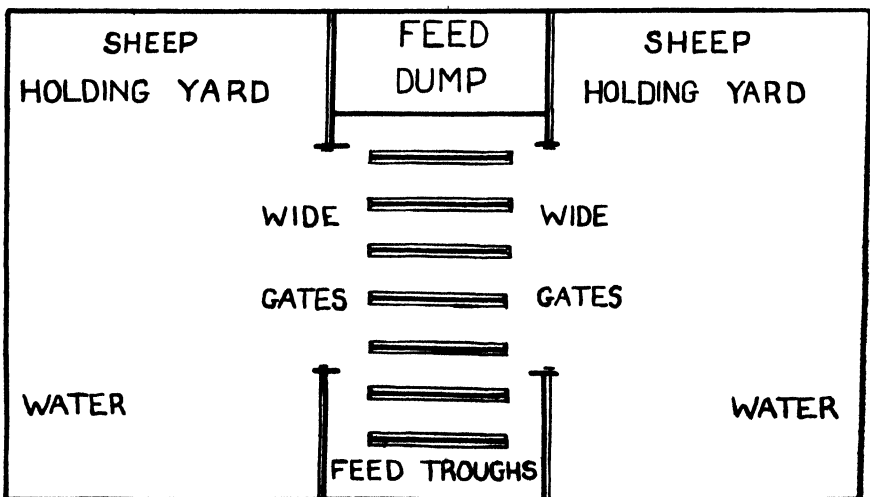 SHEEP
HOLDING YARD
FEED
DUMP
SHEEP
HOLDING YARD
WIDE
WIDE
GATES
GATES
WATER
WATER
FEED TROUGHS